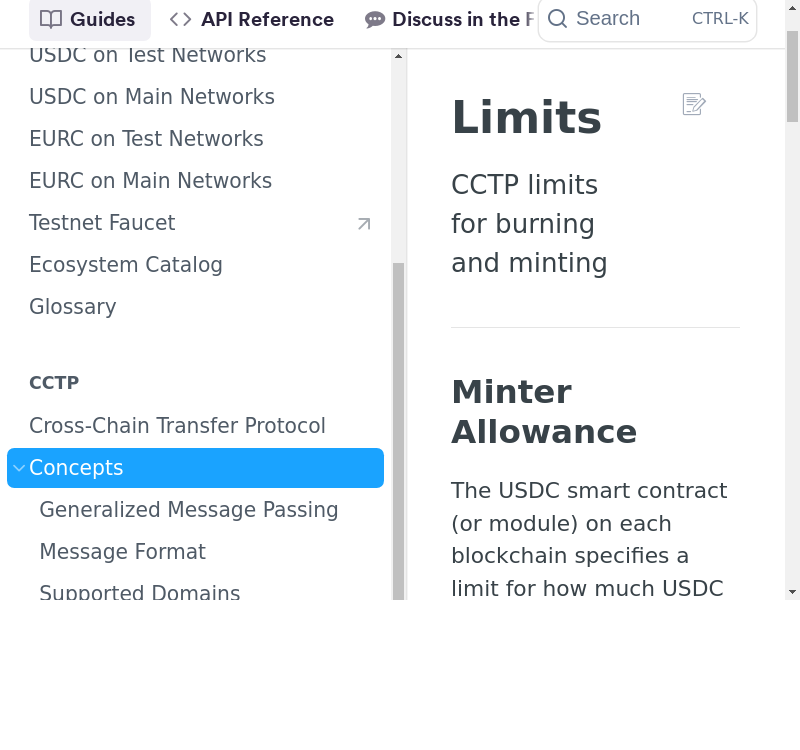 Guides
API Reference
Discuss in the F
Search
CTRL-K
USDC on Test Networks
USDC on Main Networks
EURC on Test Networks
EURC on Main Networks
Testnet Faucet
Ecosystem Catalog
Glossary
CCTP
Cross-Chain Transfer Protocol
Concepts
Generalized Message Passing
Message Format
Supported Domains
Limits
CCTP limits
for burning
and minting
Minter
Allowance
The USDC smart contract
(or module) on each
blockchain specifies a
limit for how much USDC